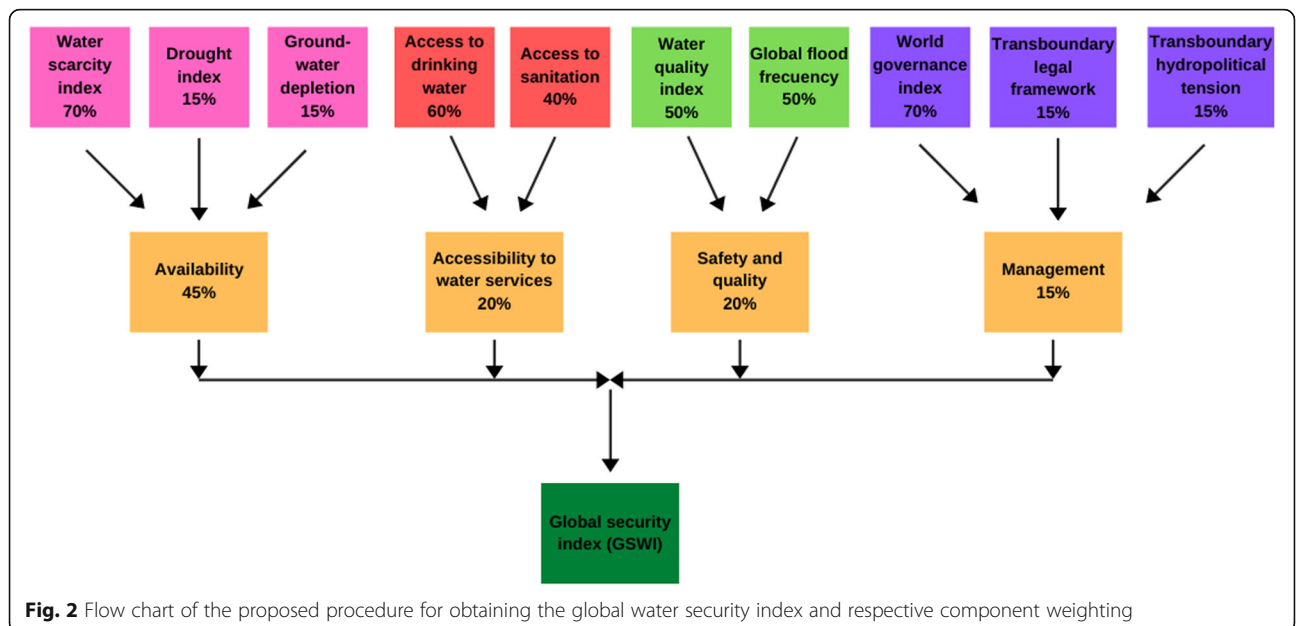 Water
scarcity
index
70%
Drought
index
15%
Ground-
water
depletion
15%
Access to
drinking
water
60%
Access to
sanitation
40%
Water
quality
index
50%
Global flood
frecuency
50%
World
governance
index
70%
Transboundary
legal
framework
15%
Transboundary
hydropolitical
tension
15%
Availability
45%
Accessibility to
water services
20%
Safety and
quality
20%
Management
15%
Global security
index (GSWI)
Fig. 2 Flow chart of the proposed procedure for obtaining the global water security index and respective component weighting